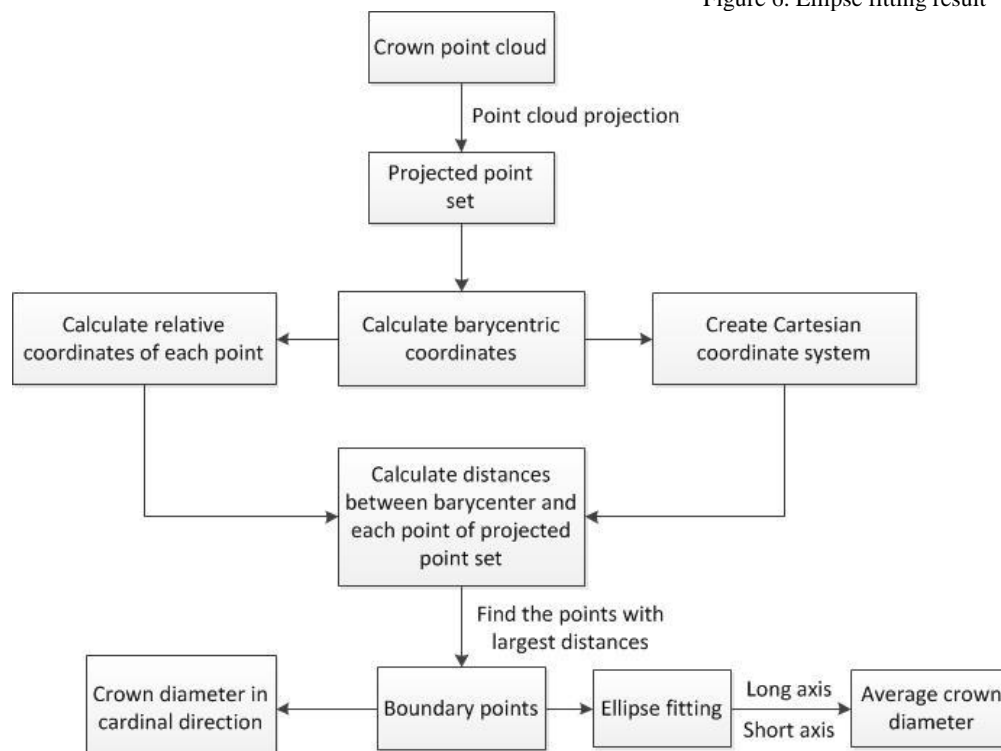 Figure 6. Ellipse fitting result
Crown point cloud
Point cloud projection
Projected point
set
Calculate relative
coordinates of each point
Calculate barycentric
coordinates
Create Cartesian
coordinate system
Calculate distances
between barycenter and
each point of projected
point set
Find the points with
largest distances
Crown diameter in
cardinal direction
Boundary points
Ellipse fitting
Long axis
Short axis
Average crown
diameter